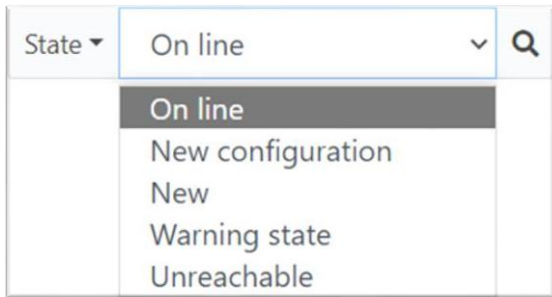 State On line
On line
New configuration
New
Warning state
Unreachable